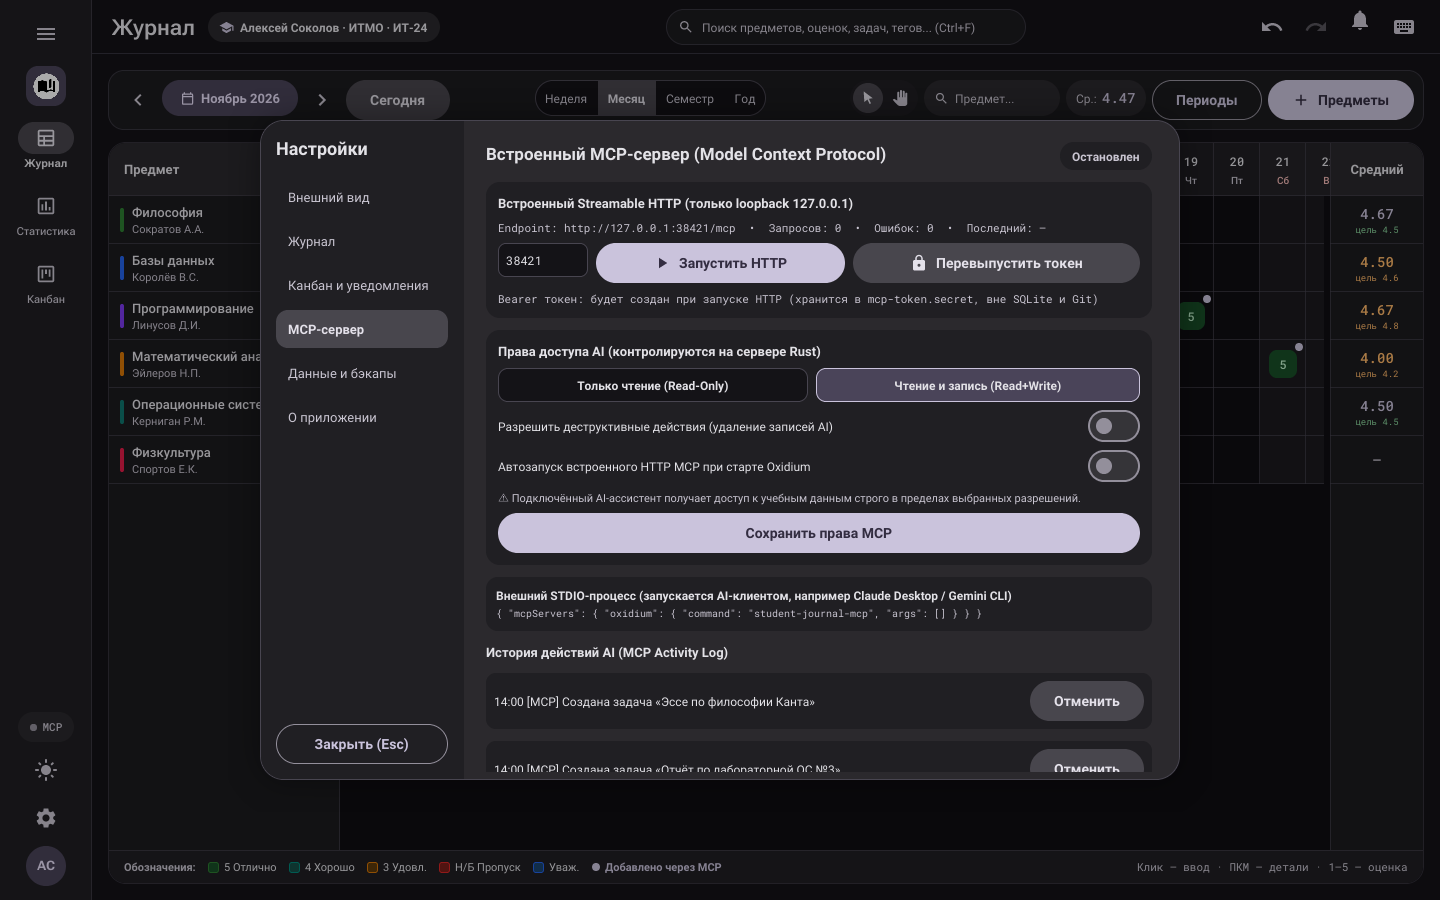 Журнал
Алексей Соколов · ИТМО · ИТ-24
Поиск предметов, оценок, задач, тегов... (Ctrl+F)
Журнал
Статистика
Канбан
MCP
АС
Ноябрь 2026
Сегодня
Неделя
Месяц
Семестр
Год
Предмет...
Ср.: 4.47
Периоды
Предметы
Предмет
19
20
21
Чт
Пт
Сб
Средний
Философия
Сократов А.А.
4.67
цель 4.5
Базы данных
Королёв В.С.
4.50
цель 4.6
Программирование
Линусов Д.И.
5
4.67
цель 4.8
Математический ана
Эйлеров Н.П.
5
4.00
цель 4.2
Операционные систе
Керниган Р.М.
4.50
цель 4.5
Физкультура
Спортов Е.К.
—
Настройки
Внешний вид
Журнал
Канбан и уведомления
MCP-сервер
Данные и бэкапы
О приложении
Закрыть (Esc)
Встроенный MCP-сервер (Model Context Protocol)
Остановлен
Встроенный Streamable HTTP (только loopback 127.0.0.1)
Endpoint: http://127.0.0.1:38421/mcp • Запросов: 0 • Ошибок: 0 • Последний: —
38421
Запустить HTTP
Перевыпустить токен
Bearer токен: будет создан при запуске HTTP (хранится в mcp-token.secret, вне SQLite и Git)
Права доступа AI (контролируются на сервере Rust)
Только чтение (Read-Only)
Чтение и запись (Read+Write)
Разрешить деструктивные действия (удаление записей AI)
Автозапуск встроенного HTTP MCP при старте Oxidium
⚠ Подключённый AI-ассистент получает доступ к учебным данным строго в пределах выбранных разрешений.
Сохранить права MCP
Внешний STDIO-процесс (запускается AI-клиентом, например Claude Desktop / Gemini CLI)
{ "mcpServers": { "oxidium": { "command": "student-journal-mcp", "args": [] } } }
История действий AI (MCP Activity Log)
14:00 [MCP] Создана задача «Эссе по философии Канта»
Отменить
14:00 [MCP] Создана задача «Отчёт по лабораторной ОС №3»
Отменить
Обозначения:
5 Отлично
4 Хорошо
3 Удовл.
Н/Б Пропуск
Уваж.
Добавлено через MCP
Клик — ввод · ПКМ — детали · 1–5 — оценка